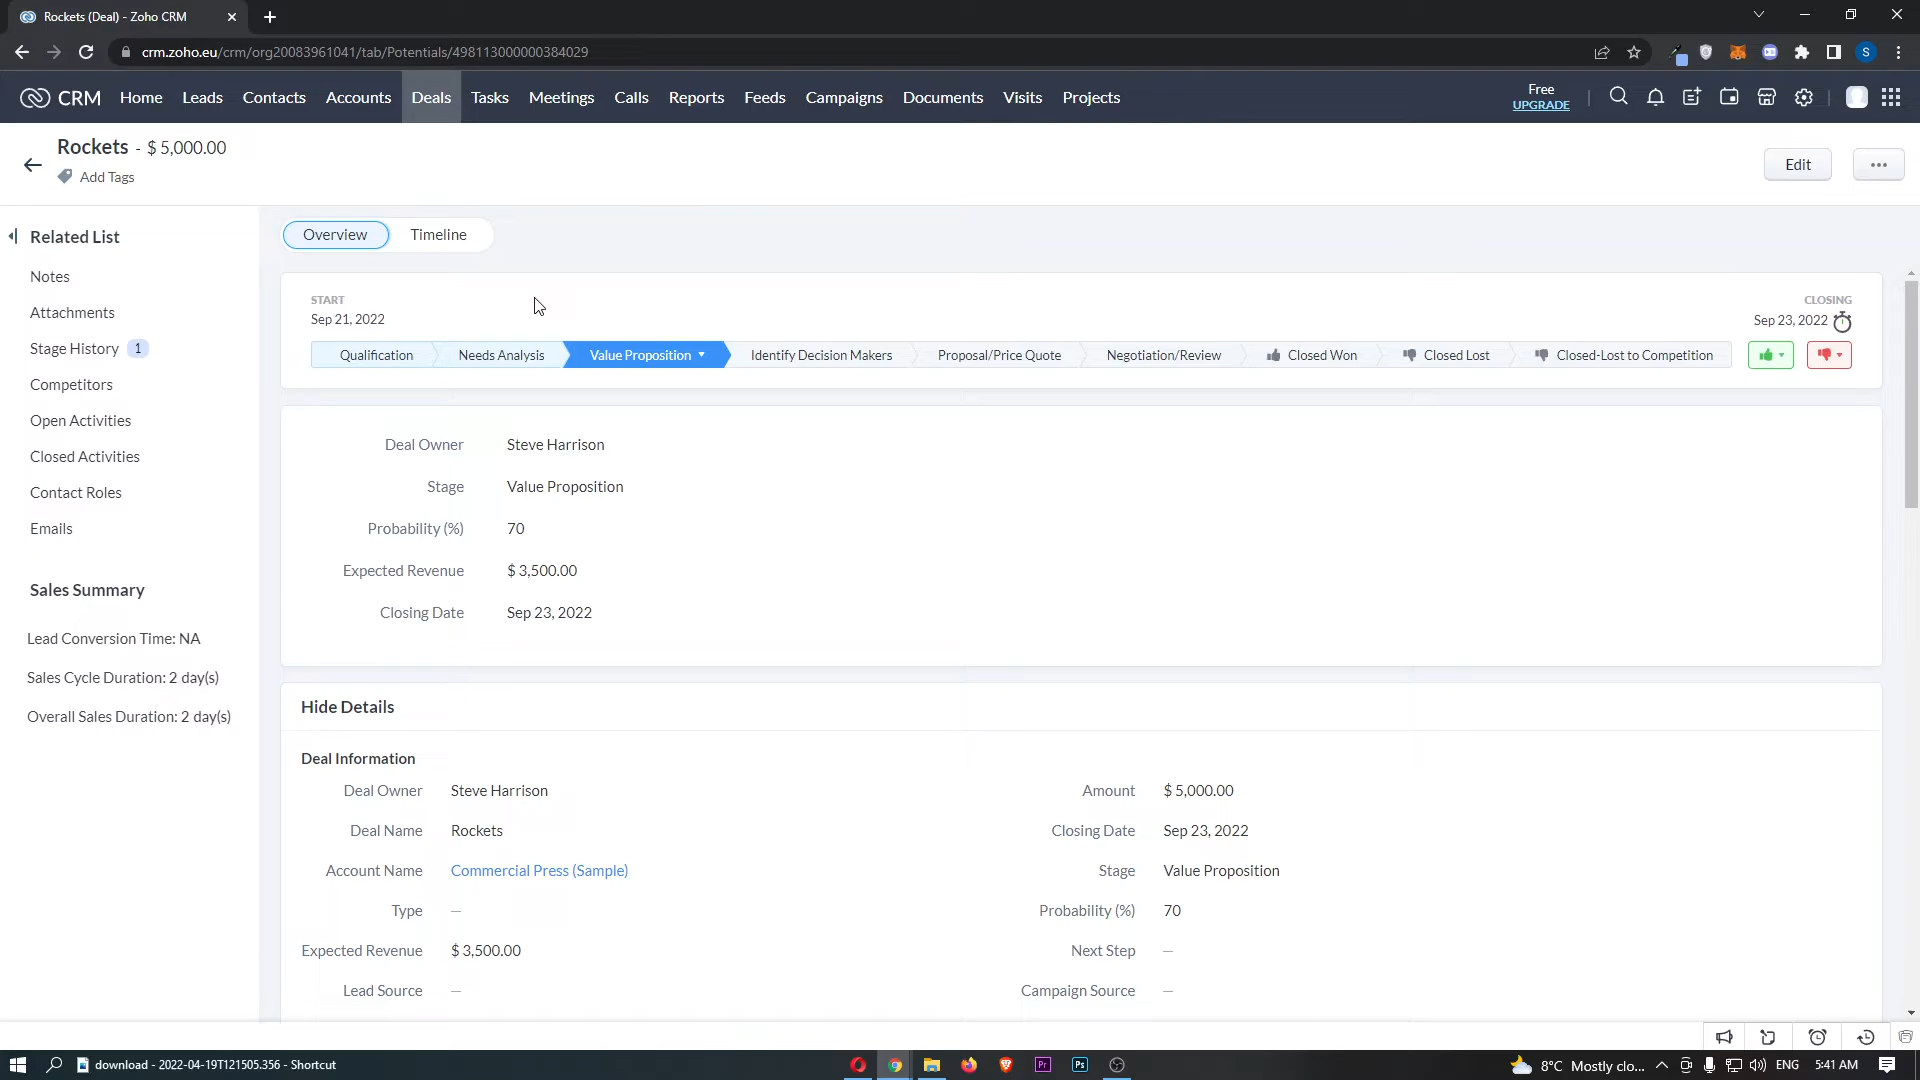 Rockets (Deal) - Zoho CRM
crm.zoho.eu/crm/org20083961041/tab/Potentials/498113000000384029
S
CRM Home Leads Contacts Accounts Deals Tasks Meetings Calls Reports Feeds Campaigns Documents Visits Projects
Free
UPGRADE
Rockets - $ 5,000.00
Add Tags
Edit
Related List
Notes
Attachments
Stage History 1
Competitors
Open Activities
Closed Activities
Contact Roles
Emails
Sales Summary
Lead Conversion Time: NA
Sales Cycle Duration: 2 day(s)
Overall Sales Duration: 2 day(s)
Overview Timeline
START
Sep 21, 2022
CLOSING
Sep 23, 2022
Qualification Needs Analysis Value Proposition Identify Decision Makers Proposal/Price Quote Negotiation/Review Closed Won Closed Lost Closed-Lost to Competition
Deal Owner Steve Harrison
Stage Value Proposition
Probability (%) 70
Expected Revenue $ 3,500.00
Closing Date Sep 23, 2022
Hide Details
Deal Information
Deal Owner Steve Harrison Amount $ 5,000.00
Deal Name Rockets Closing Date Sep 23, 2022
Account Name Commercial Press (Sample) Stage Value Proposition
Type — Probability (%) 70
Expected Revenue $ 3,500.00 Next Step —
Lead Source — Campaign Source —
download - 2022-04-19T121505.356 - Shortcut
Pr Ps
8°C Mostly clo... ENG 5:41 AM